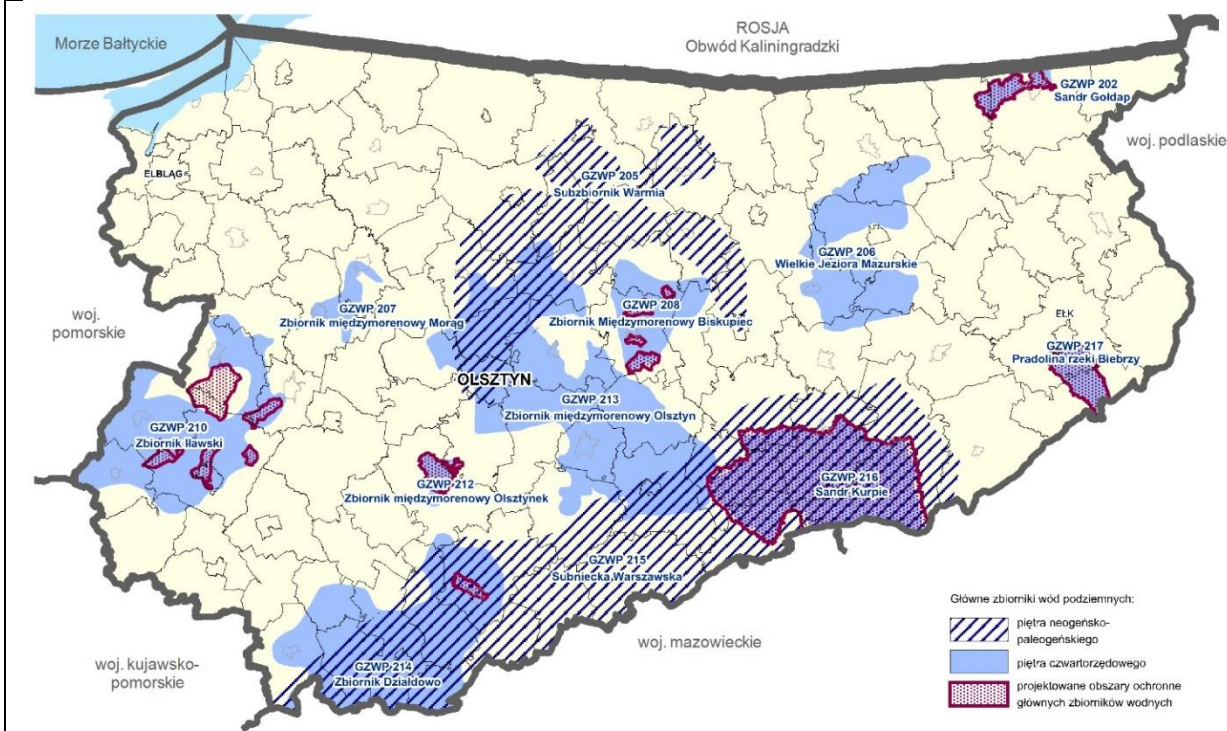 Morze Bałtyckie
ROSJA
Obwód Kaliningradzki
GZWP 202
Sandr Gołdap
woj. podlaskie
ELBLĄG
GZWP 205
Subzbiornik Warmia
GZWP 206
Wielkie Jeziora Mazurskie
woj.
pomorskie
GZWP 207
Zbiornik międzymorenowy Morąg
GZWP 208
Zbiornik Międzymorenowy Biskupiec
EŁK
GZWP 217
Pradolina rzeki Biebrzy
OLSZTYN
GZWP 213
Zbiornik międzymorenowy Olsztyn
GZWP 210
Zbiornik Iławski
GZWP 212
Zbiornik międzymorenowy Olsztynek
GZWP 216
Sandr Kurpie
GZWP 215
Subniecka Warszawska
woj. kujawsko-
pomorskie
GZWP 214
Zbiornik Działdowo
woj. mazowieckie
Główne zbiorniki wód podziemnych:
piętra neogeńsko-
paleogeńskiego
piętra czwartorzędowego
projektowane obszary ochronne
głównych zbiorników wodnych